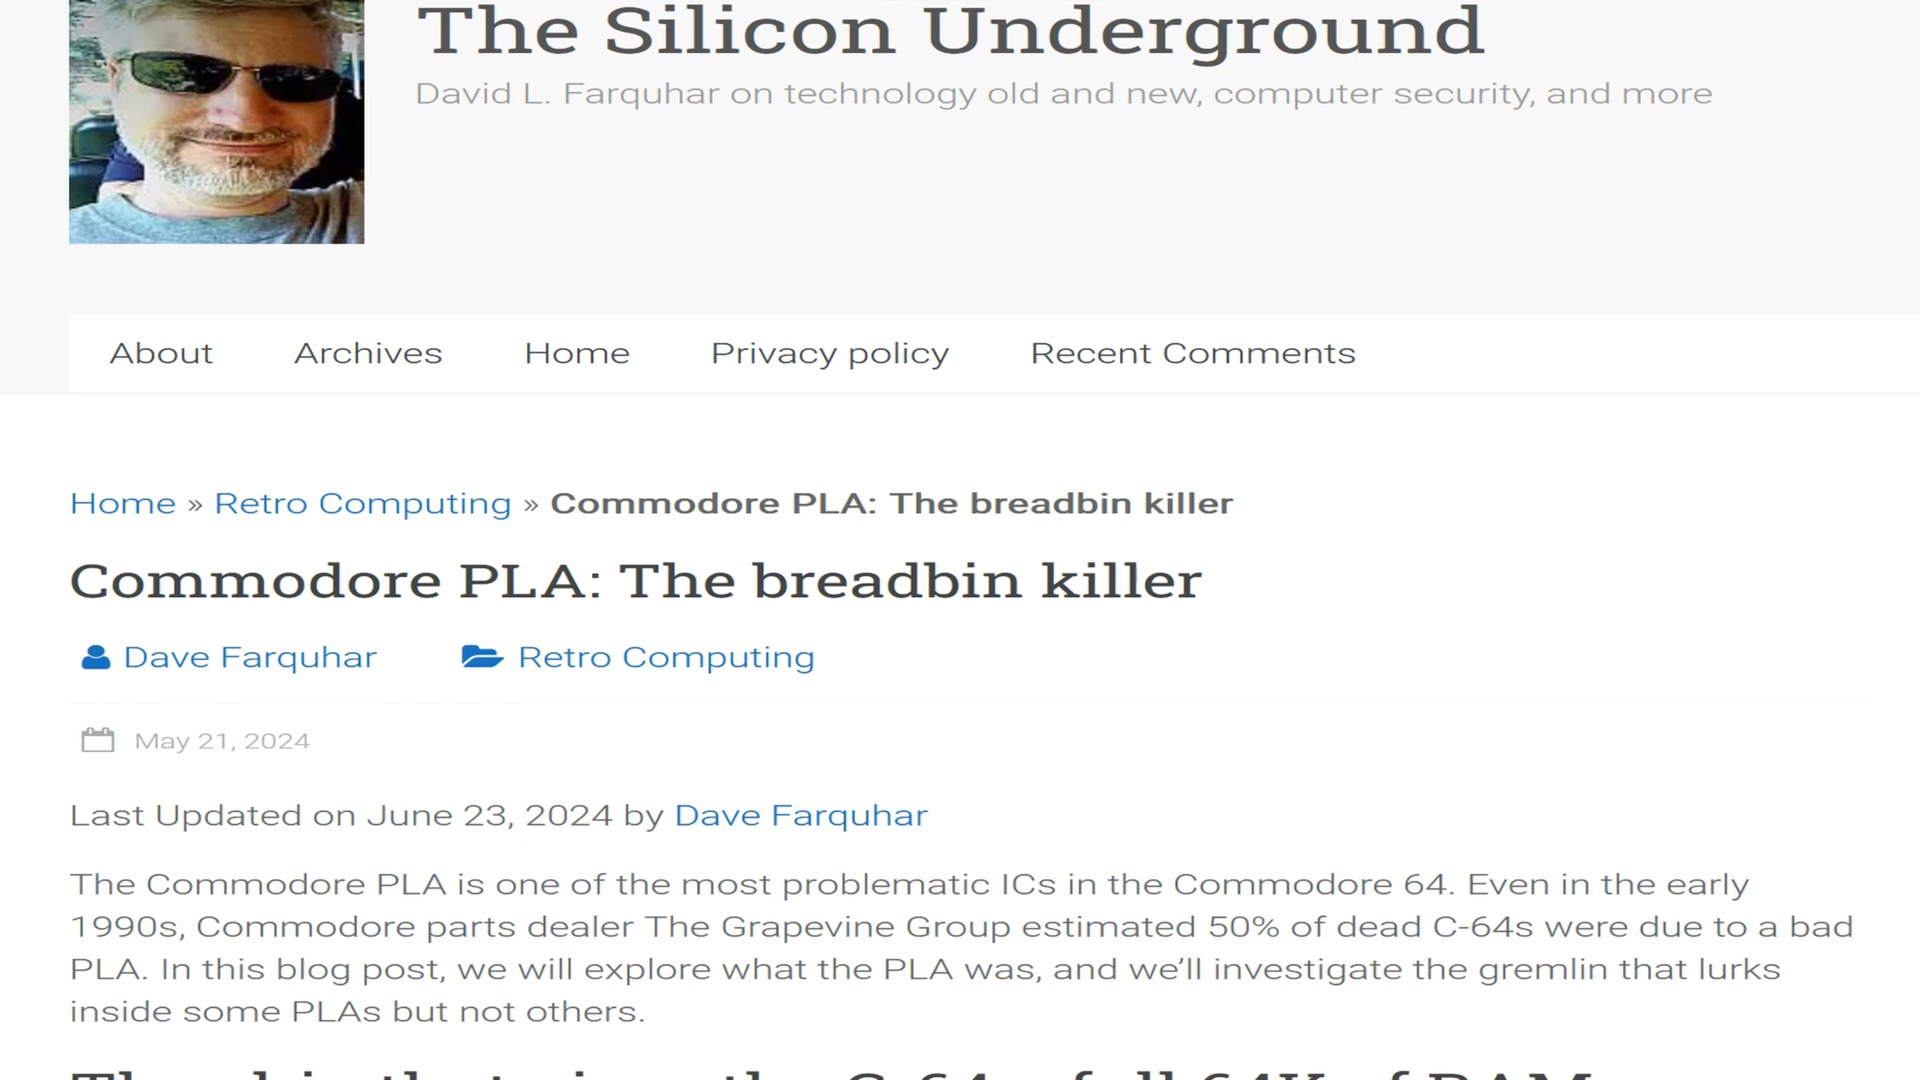 The Silicon Underground
David L. Farquhar on technology old and new, computer security, and more
About Archives Home Privacy policy Recent Comments
Home » Retro Computing » Commodore PLA: The breadbin killer
Commodore PLA: The breadbin killer
Dave Farquhar Retro Computing
May 21, 2024
Last Updated on June 23, 2024 by Dave Farquhar
The Commodore PLA is one of the most problematic ICs in the Commodore 64. Even in the early
1990s, Commodore parts dealer The Grapevine Group estimated 50% of dead C-64s were due to a bad
PLA. In this blog post, we will explore what the PLA was, and we’ll investigate the gremlin that lurks
inside some PLAs but not others.